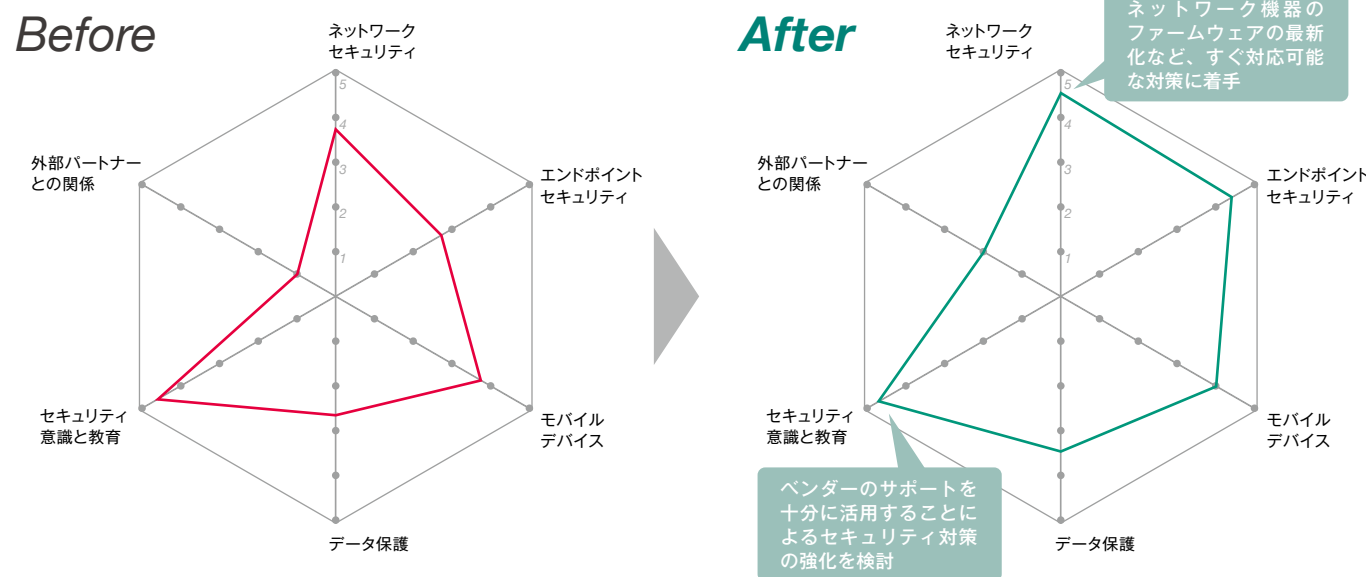 Before
ネットワーク
セキュリティ
5
4
3
2
1
外部パートナー
との関係
エンドポイント
セキュリティ
セキュリティ
意識と教育
モバイル
デバイス
データ保護
After
ネットワーク
セキュリティ
ネットワーク機器の
ファームウェアの最新
化など、すぐ対応可能
な対策に着手
5
4
3
2
1
外部パートナー
との関係
エンドポイント
セキュリティ
セキュリティ
意識と教育
モバイル
デバイス
ベンダーのサポートを
十分に活用することに
よるセキュリティ対策
の強化を検討
データ保護